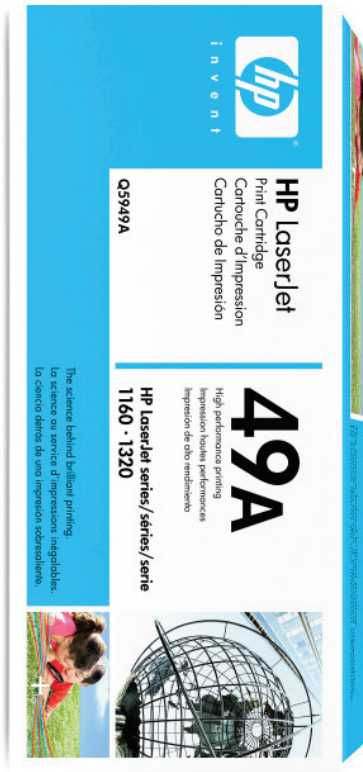 hp
®
invent
HP LaserJet
Print Cartridge
Cartouche d'Impression
Cartucho de Impresión
Q5949A
49A
High performance printing
Impression hautes performances
Impresión de alto rendimiento
HP LaserJet series/séries/serie
1160 · 1320
The science behind brilliant printing.
La science au service d'impressions inégalables.
La ciencia detrás de una impresión sobresaliente.